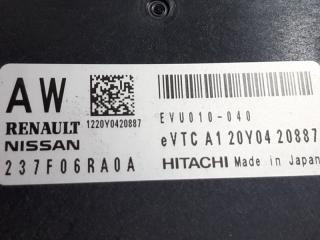 AW
1220Y0420887
RENAULT
NISSAN
237F06RA0A
EVU010-040
eVTC A1 20Y04 20887
HITACHI Made in Japan